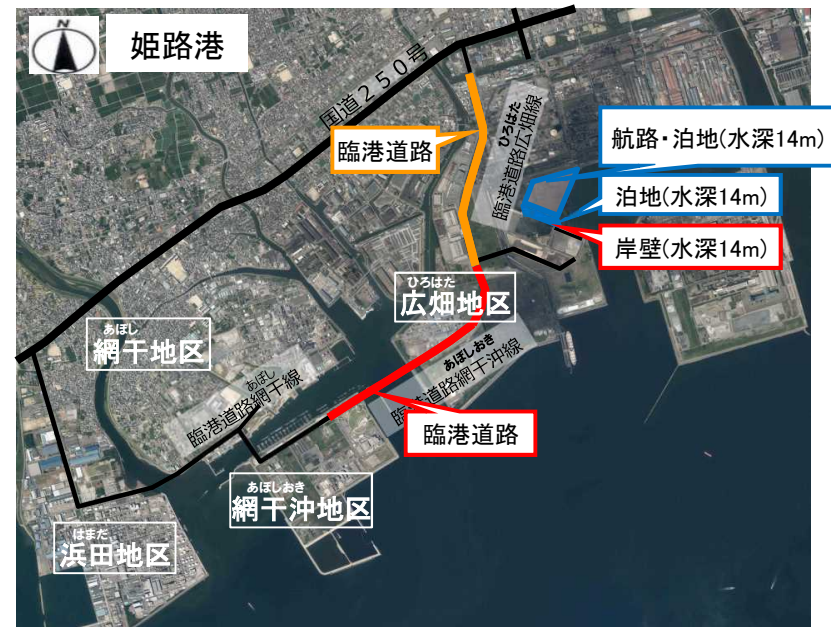 N
姫路港
国道250号
臨港道路
ひろはた
臨港道路広畑線
航路・泊地(水深14m)
泊地(水深14m)
岸壁(水深14m)
ひろはた
広畑地区
あぼし
網干地区
あぼし
臨港道路網干線
あぼしおき
臨港道路網干沖線
臨港道路
あぼしおき
網干沖地区
はまだ
浜田地区